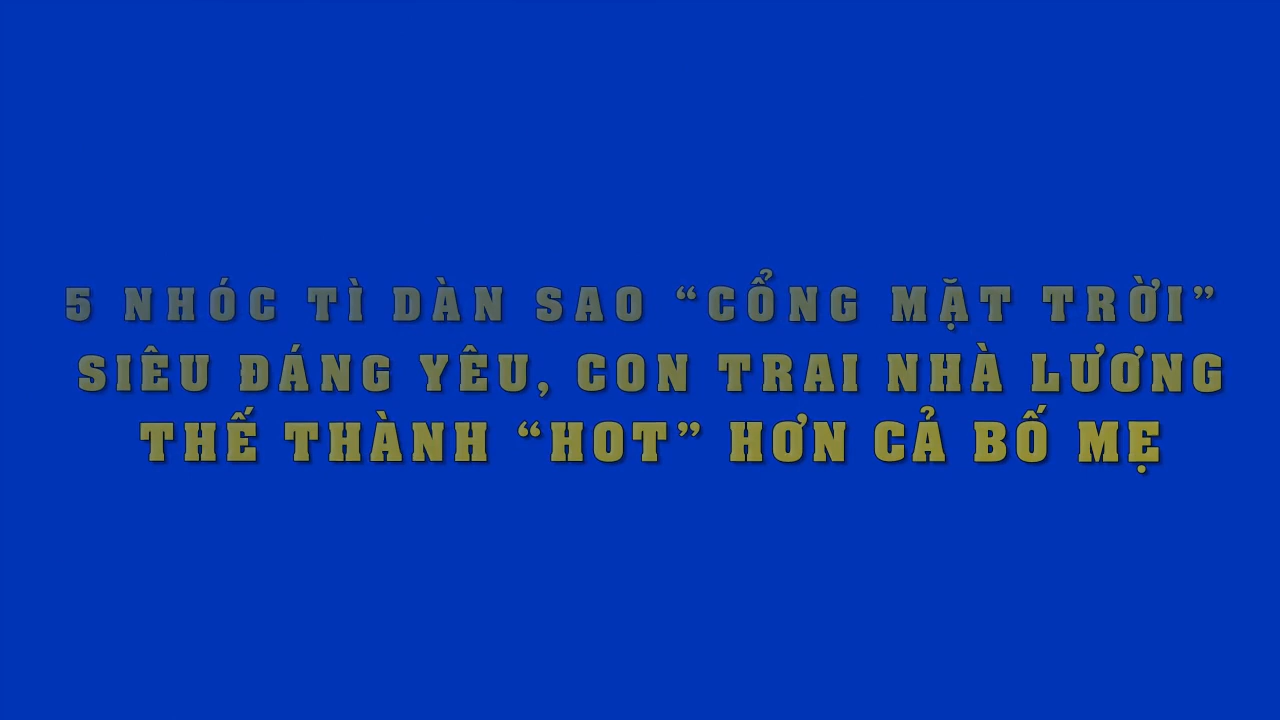 5 NHÓC TÌ DÀN SAO “CỔNG MẶT TRỜI”
SIÊU ĐÁNG YÊU, CON TRAI NHÀ LƯƠNG
THẾ THÀNH “HOT” HƠN CẢ BỐ MẸ